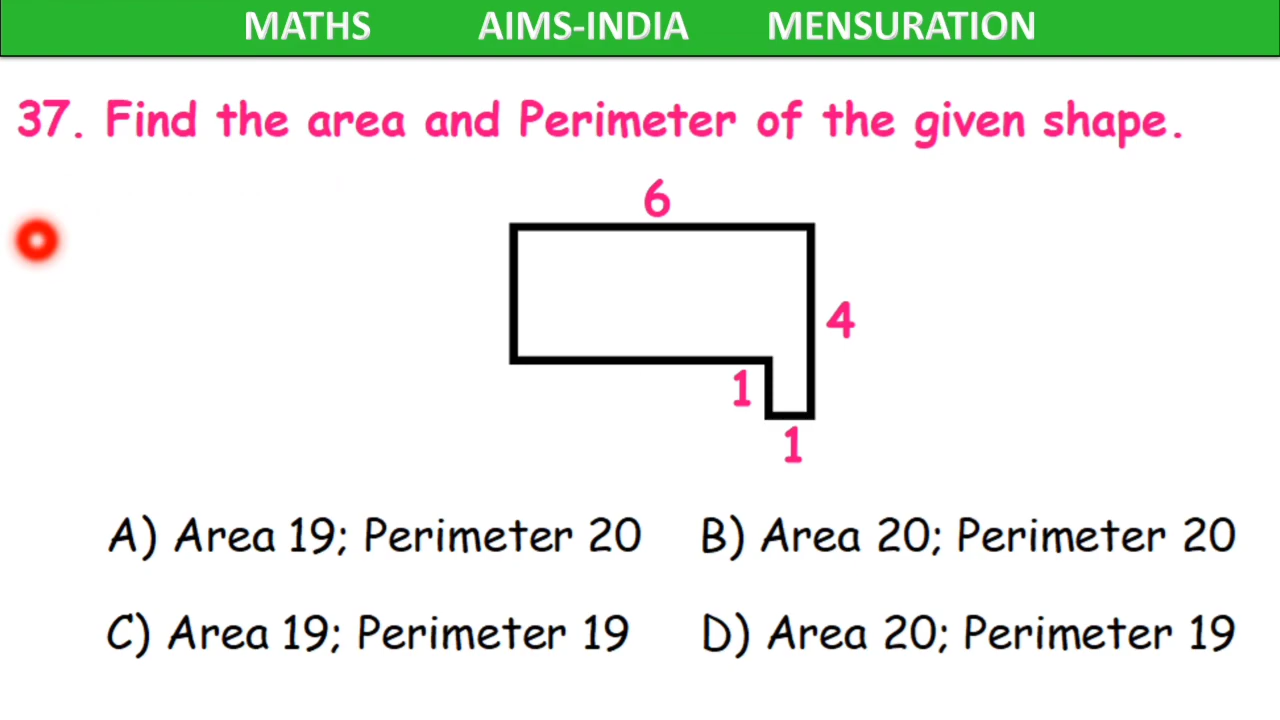 MATHS AIMS-INDIA MENSURATION
37. Find the area and Perimeter of the given shape.
6
4
1
1
A) Area 19; Perimeter 20 B) Area 20; Perimeter 20
C) Area 19; Perimeter 19 D) Area 20; Perimeter 19